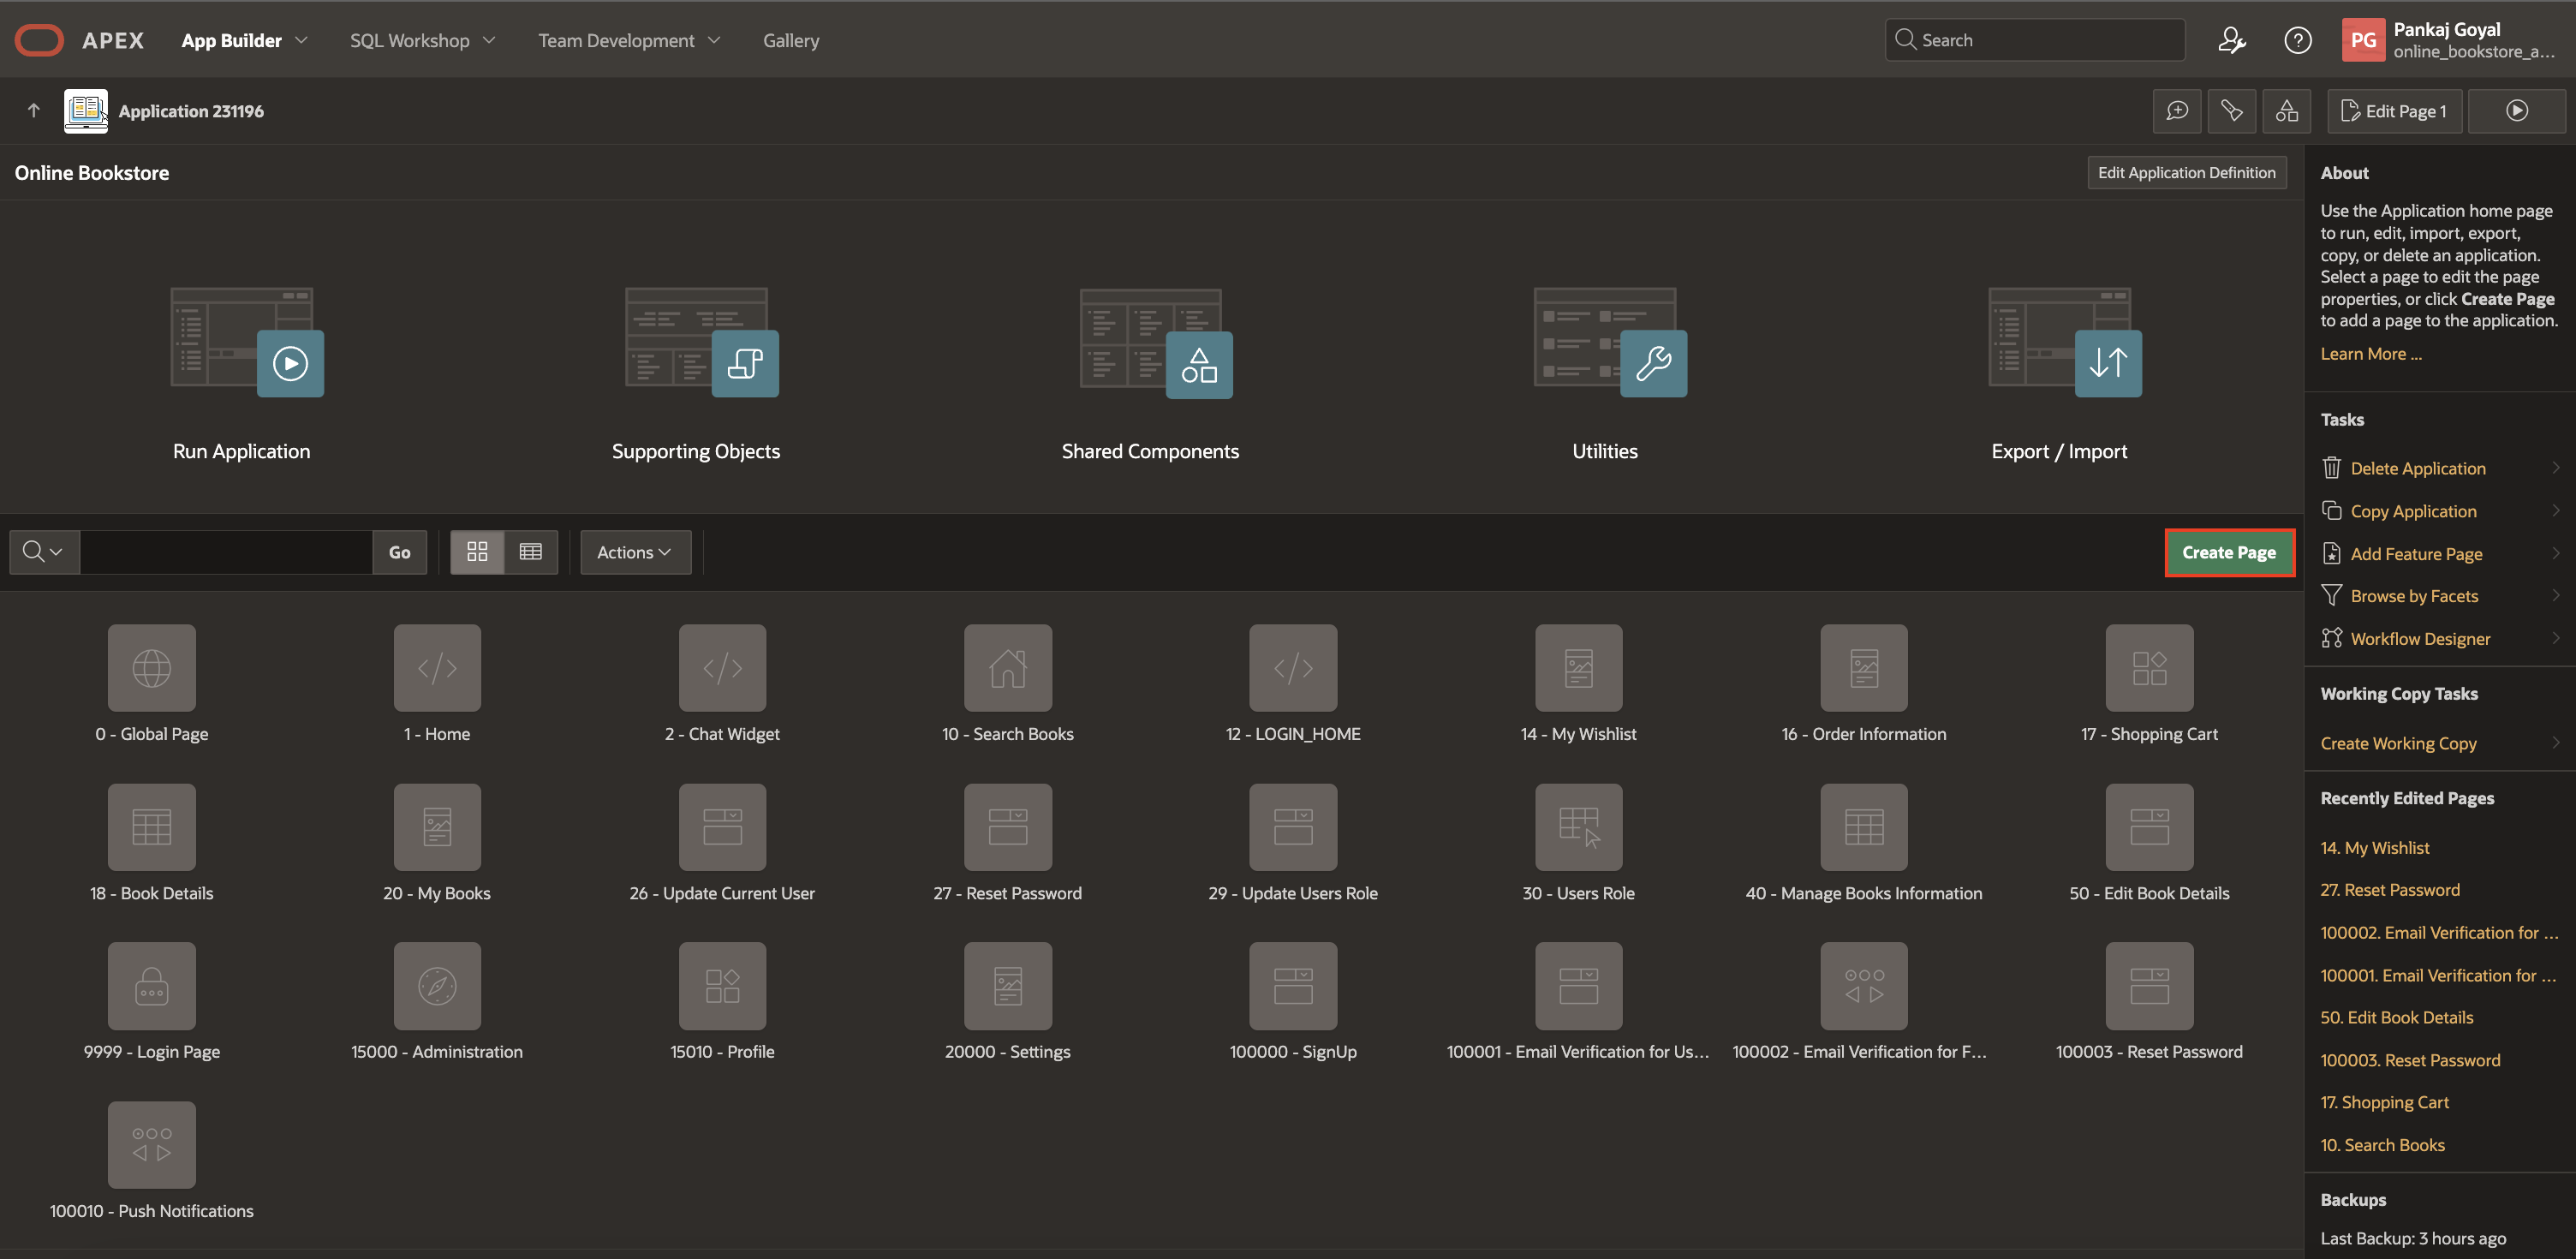 APEX
App Builder
SQL Workshop
Team Development
Gallery
Search
PG
Pankaj Goyal
online_bookstore_a...
Application 231196
Edit Page 1
Online Bookstore
Edit Application Definition
Run Application
Supporting Objects
Shared Components
Utilities
Export / Import
Go
Actions
Create Page
0 - Global Page
1 - Home
2 - Chat Widget
10 - Search Books
12 - LOGIN_HOME
14 - My Wishlist
16 - Order Information
17 - Shopping Cart
18 - Book Details
20 - My Books
26 - Update Current User
27 - Reset Password
29 - Update Users Role
30 - Users Role
40 - Manage Books Information
50 - Edit Book Details
9999 - Login Page
15000 - Administration
15010 - Profile
20000 - Settings
100000 - SignUp
100001 - Email Verification for Us...
100002 - Email Verification for F...
100003 - Reset Password
100010 - Push Notifications
About
Use the Application home page
to run, edit, import, export,
copy, or delete an application.
Select a page to edit the page
properties, or click Create Page
to add a page to the application.
Learn More ...
Tasks
Delete Application
Copy Application
Add Feature Page
Browse by Facets
Workflow Designer
Working Copy Tasks
Create Working Copy
Recently Edited Pages
14. My Wishlist
27. Reset Password
100002. Email Verification for ...
100001. Email Verification for ...
50. Edit Book Details
100003. Reset Password
17. Shopping Cart
10. Search Books
Backups
Last Backup: 3 hours ago